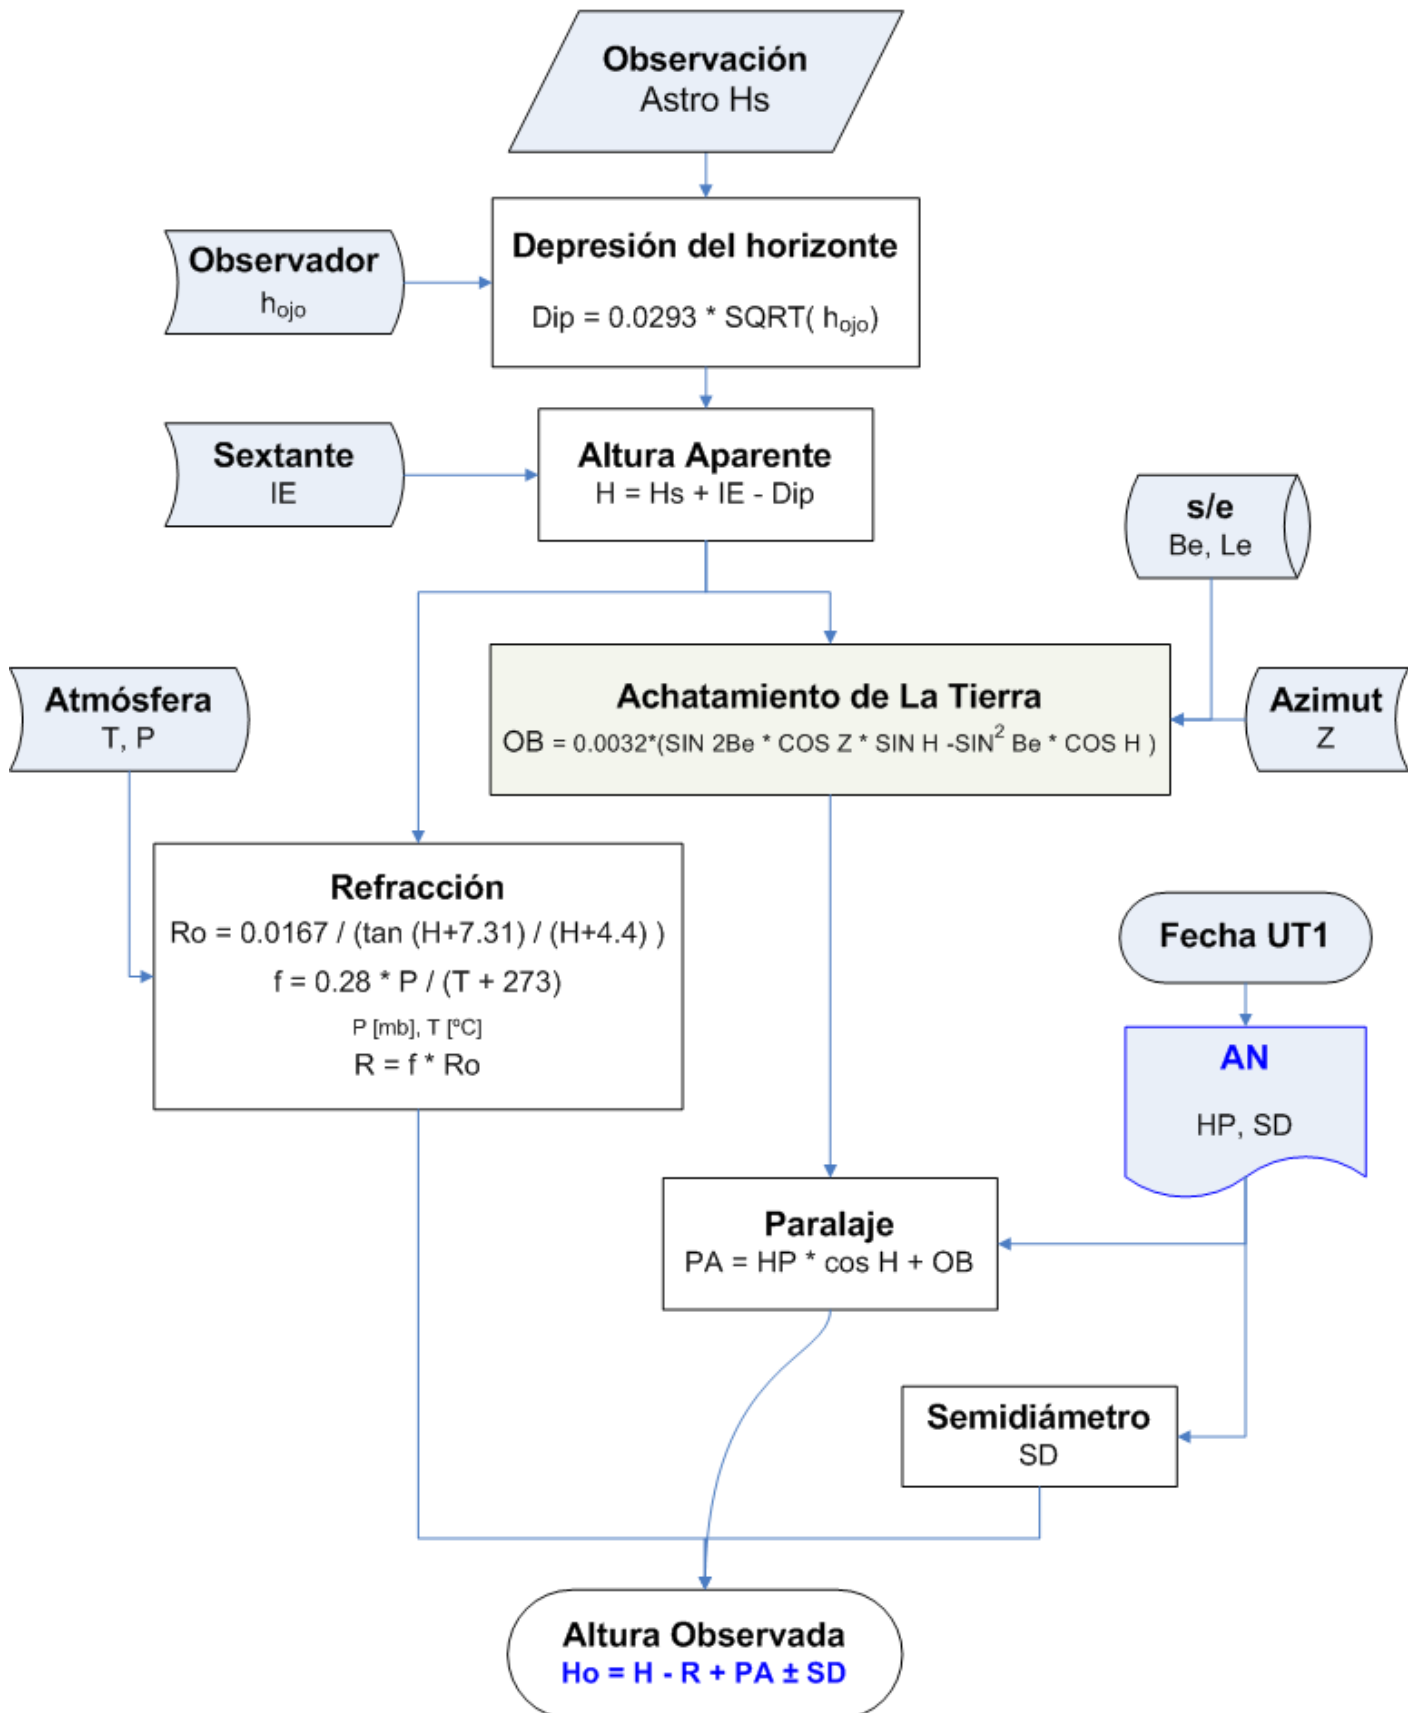 Observación
Astro Hs
Depresión del horizonte
Dip = 0.0293 * SQRT( hojo)
Observador
hojo
Sextante
IE
Altura Aparente
H = Hs + IE - Dip
s/e
Be, Le
Achatamiento de La Tierra
OB = 0.0032*(SIN 2Be * COS Z * SIN H -SIN² Be * COS H )
Azimut
Z
Atmósfera
T, P
Refracción
Ro = 0.0167 / (tan (H+7.31) / (H+4.4) )
f = 0.28 * P / (T + 273)
P [mb], T [ºC]
R = f * Ro
Fecha UT1
AN
HP, SD
Paralaje
PA = HP * cos H + OB
Semidiámetro
SD
Altura Observada
Ho = H - R + PA ± SD